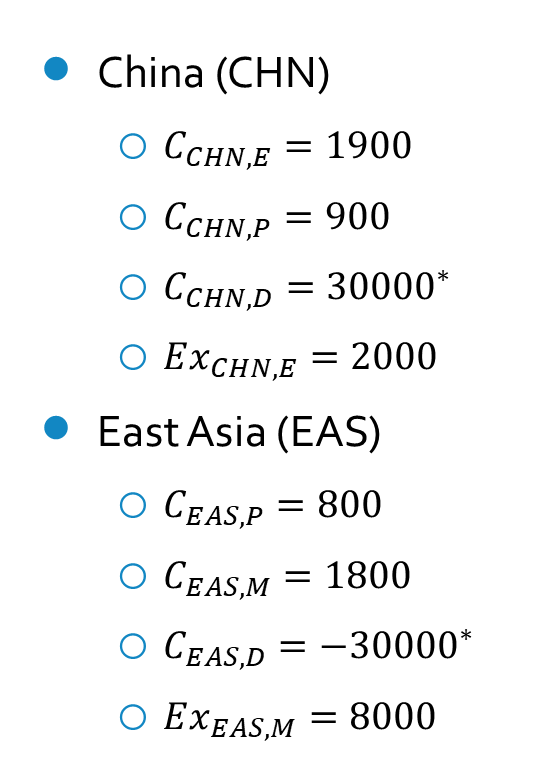 China (CHN)
C_{CHN,E} = 1900
C_{CHN,P} = 900
C_{CHN,D} = 30000*
Ex_{CHN,E} = 2000
East Asia (EAS)
C_{EAS,P} = 800
C_{EAS,M} = 1800
C_{EAS,D} = −30000*
Ex_{EAS,M} = 8000